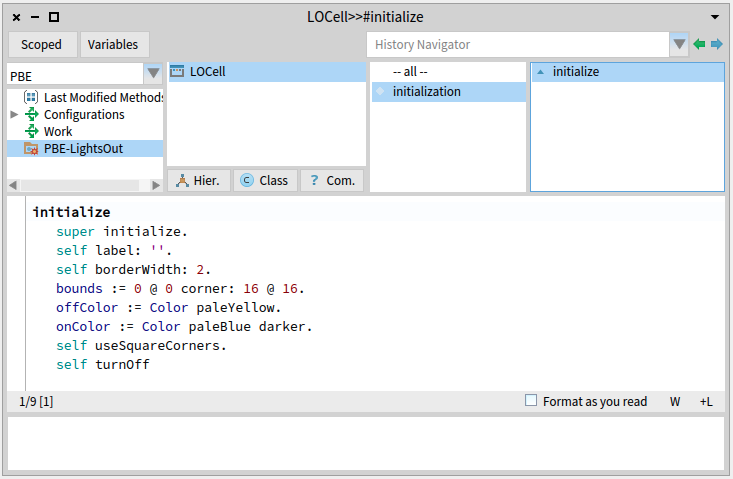 LOCell>>#initialize
Scoped
Variables
History Navigator
PBE
Last Modified Methods
Configurations
Work
PBE-LightsOut
LOCell
Hier.
C Class
? Com.
-- all --
initialization
initialize
initialize
super initialize.
self label: ''.
self borderWidth: 2.
bounds := 0 @ 0 corner: 16 @ 16.
offColor := Color paleYellow.
onColor := Color paleBlue darker.
self useSquareCorners.
self turnOff
1/9 [1]
Format as you read
W
+L